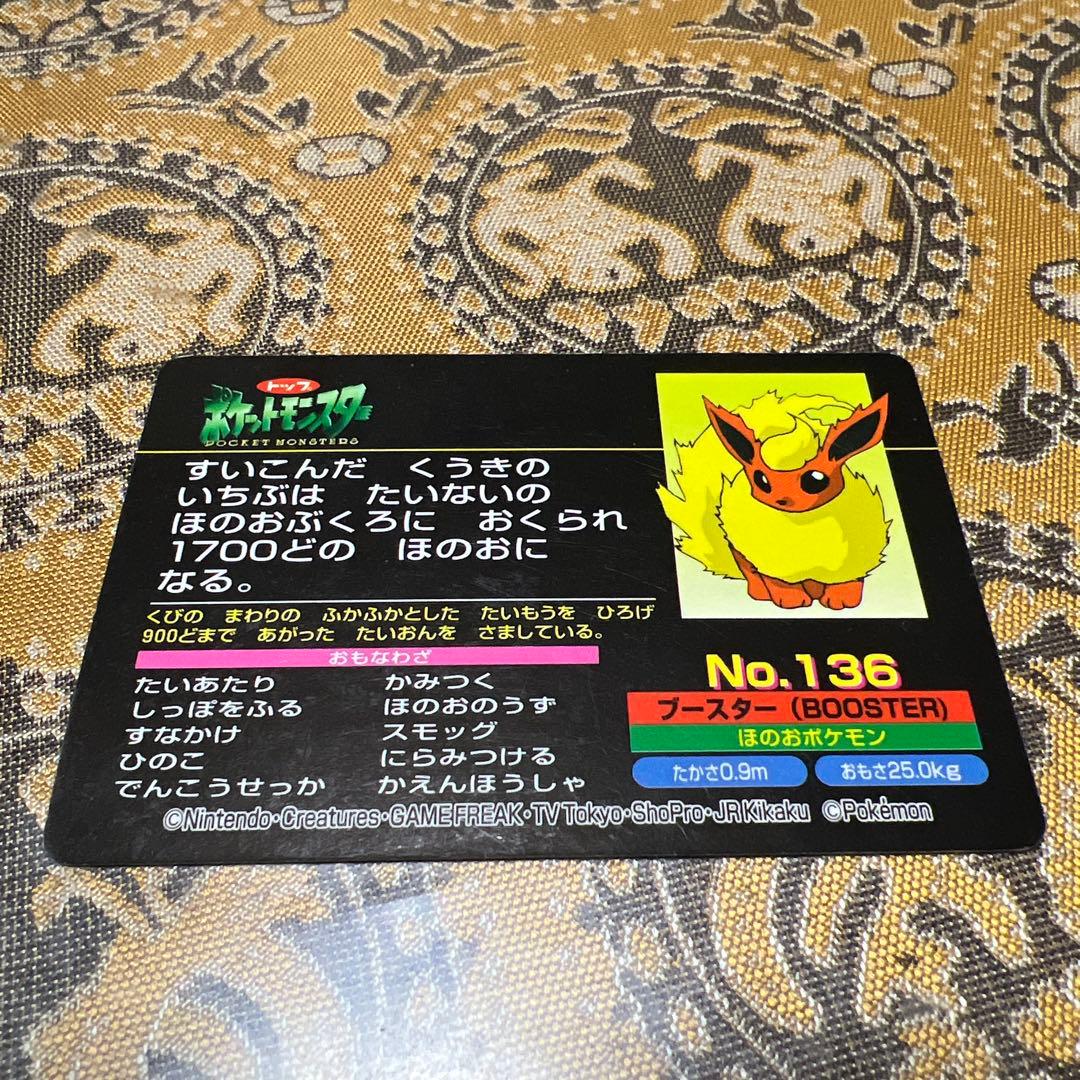 トップ
ポケットモンスター
POCKET MONSTERS
すいこんだ　くうきの
いちぶは　たいないの
ほのおぶくろに　おくられ
1700どの　ほのおに
なる。
くびの　まわりの　ふかふかとした　たいもうを　ひろげ
900どまで　あがった　たいおんを　さましている。
おもなわざ
たいあたり　かみつく
しっぽをふる　ほのおのうず
すなかけ　スモッグ
ひのこ　にらみつける
でんこうせっか　かえんほうしゃ
No.136
ブースター（BOOSTER）
ほのおポケモン
たかさ0.9m　おもさ25.0kg
©Nintendo・Creatures・GAMEFREAK・TV Tokyo・ShoPro・JR Kikaku　©Pokémon